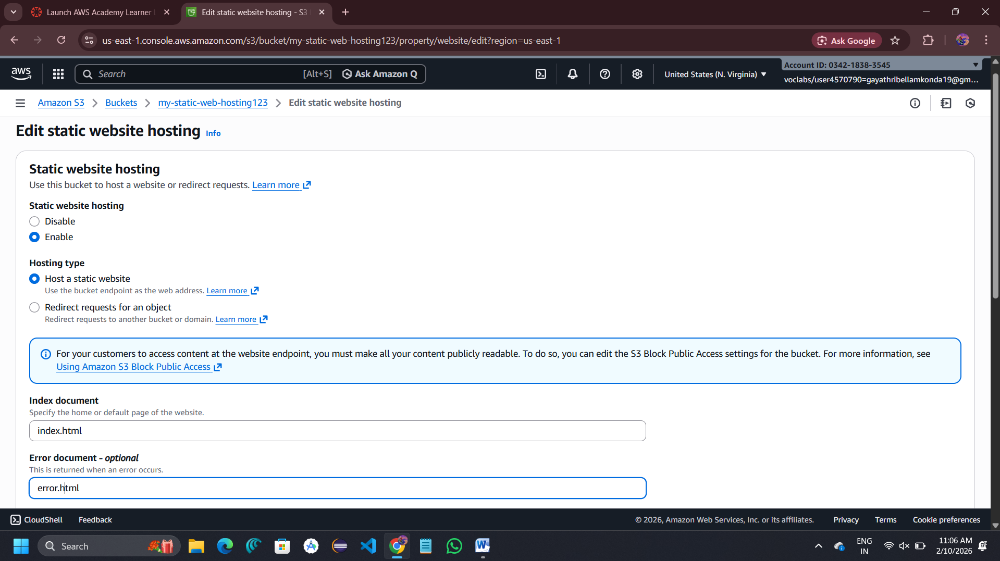 Launch AWS Academy Learner
Edit static website hosting - S3
us-east-1.console.aws.amazon.com/s3/bucket/my-static-web-hosting123/property/website/edit?region=us-east-1
Ask Google
aws
Search
[Alt+S]
Ask Amazon Q
United States (N. Virginia)
Account ID: 0342-1838-3545
voclabs/user4570790=gayathribellamkonda19@gm...
Amazon S3
Buckets
my-static-web-hosting123
Edit static website hosting
Edit static website hosting Info
Static website hosting
Use this bucket to host a website or redirect requests. Learn more
Static website hosting
Disable
Enable
Hosting type
Host a static website
Use the bucket endpoint as the web address. Learn more
Redirect requests for an object
Redirect requests to another bucket or domain. Learn more
For your customers to access content at the website endpoint, you must make all your content publicly readable. To do so, you can edit the S3 Block Public Access settings for the bucket. For more information, see
Using Amazon S3 Block Public Access
Index document
Specify the home or default page of the website.
index.html
Error document - optional
This is returned when an error occurs.
error.html
CloudShell
Feedback
© 2026, Amazon Web Services, Inc. or its affiliates.
Privacy
Terms
Cookie preferences
Search
ENG
IN
11:06 AM
2/10/2026